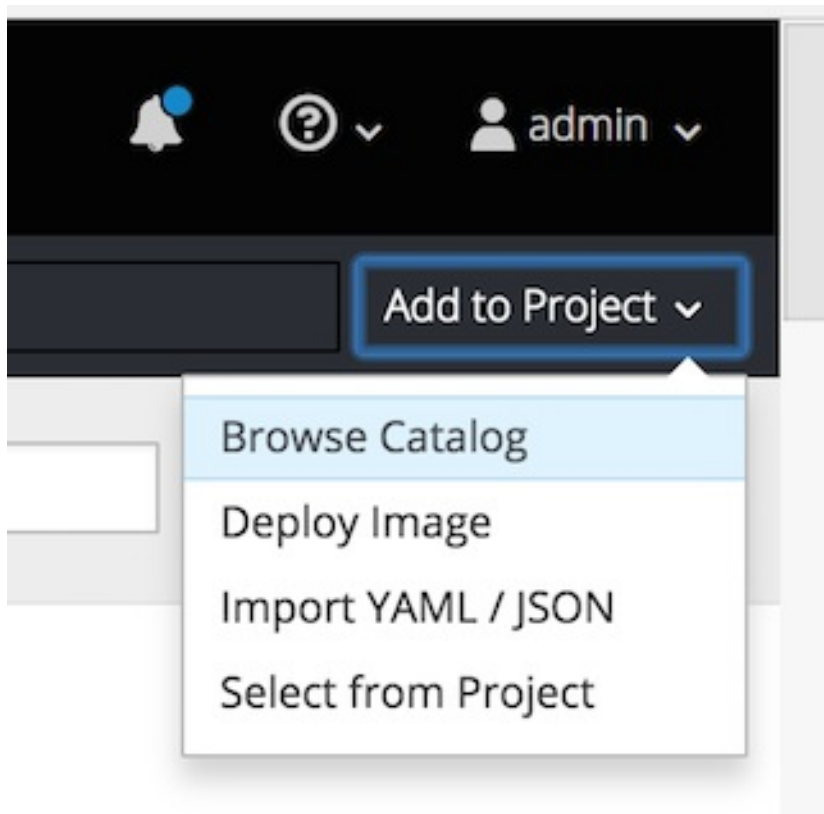 admin
Add to Project
Browse Catalog
Deploy Image
Import YAML / JSON
Select from Project